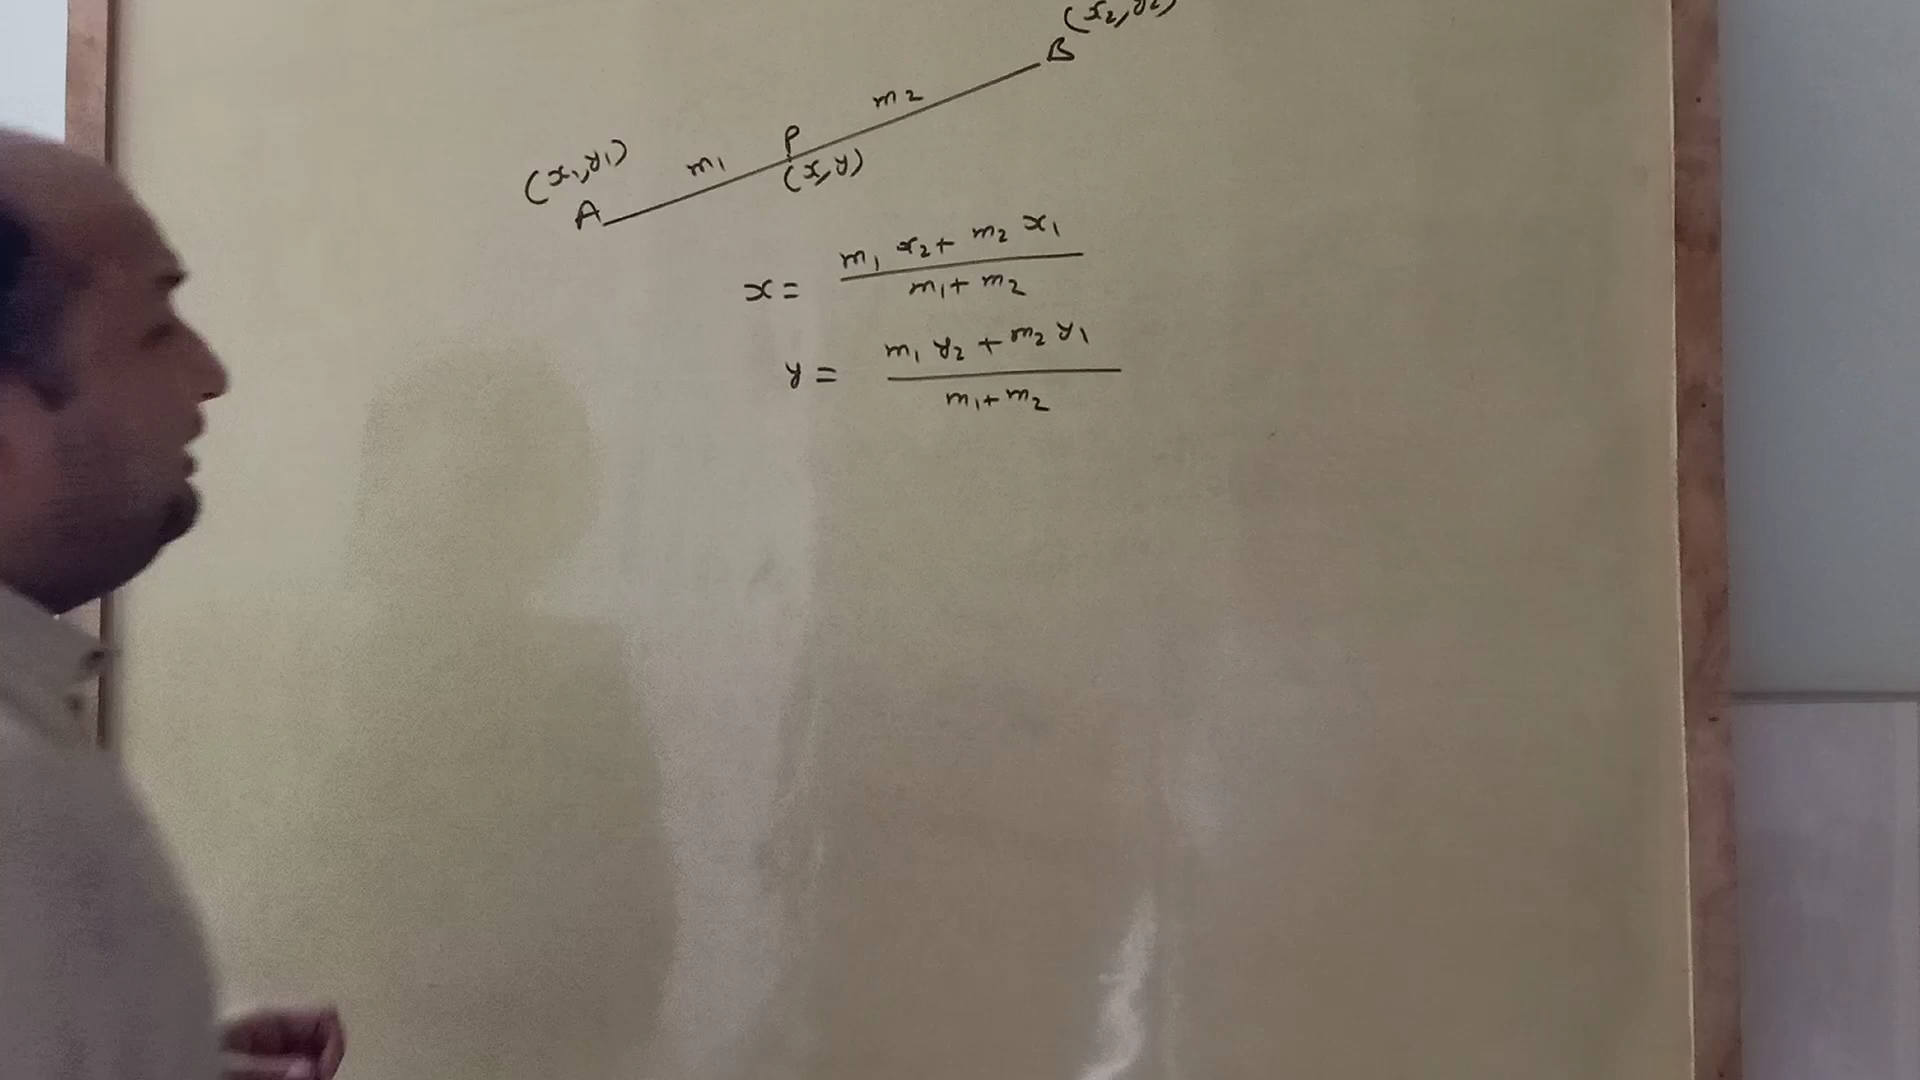 (x2, y2)
B
m2
P
(x1, y1)
m1
(x, y)
A
x = m1 x2 + m2 x1 / m1 + m2
y = m1 y2 + m2 y1 / m1 + m2